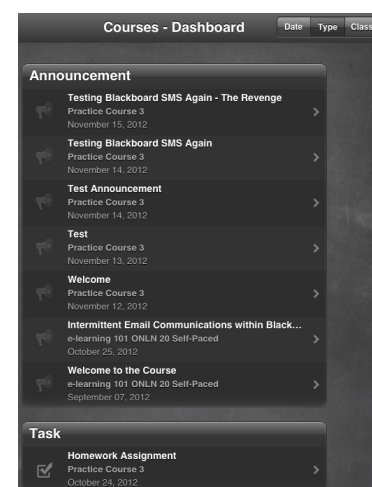 Courses - Dashboard
Date Type Class
Announcement
Testing Blackboard SMS Again - The Revenge
Practice Course 3
November 15, 2012
Testing Blackboard SMS Again
Practice Course 3
November 14, 2012
Test Announcement
Practice Course 3
November 14, 2012
Test
Practice Course 3
November 13, 2012
Welcome
Practice Course 3
November 12, 2012
Intermittent Email Communications within Black...
e-learning 101 ONLN 20 Self-Paced
October 25, 2012
Welcome to the Course
e-learning 101 ONLN 20 Self-Paced
September 07, 2012
Task
Homework Assignment
Practice Course 3
October 24, 2012